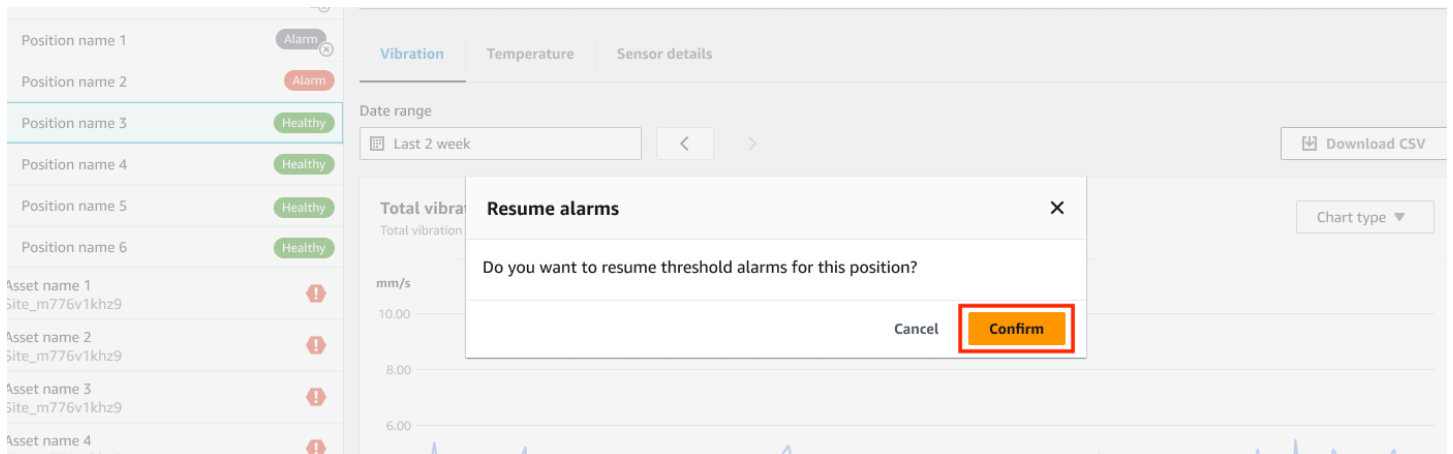 Position name 1 Alarm
Position name 2 Alarm
Position name 3 Healthy
Position name 4 Healthy
Position name 5 Healthy
Position name 6 Healthy
Asset name 1
Site_m776v1khz9
Asset name 2
Site_m776v1khz9
Asset name 3
Site_m776v1khz9
Asset name 4
Vibration Temperature Sensor details
Date range
Last 2 week
Download CSV
Total vibra
Total vibration
Chart type
Resume alarms
Do you want to resume threshold alarms for this position?
Cancel Confirm
mm/s
10.00
8.00
6.00